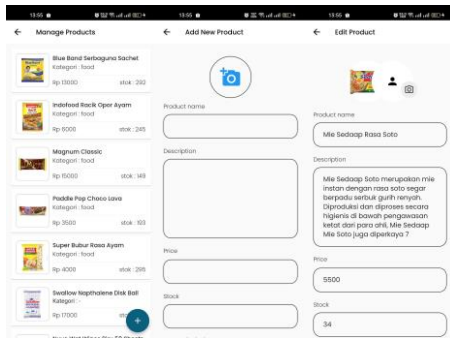 13:55
Manage Products
Blue Band Serbaguna Sachet
Kategori : food
Rp 13000
stok : 292
Indofood Racik Opor Ayam
Kategori : food
Rp 6000
stok : 245
Magnum Classic
Kategori : food
Rp 15000
stok : 149
Paddle Pop Choco Lava
Kategori : food
Rp 3500
stok : 193
Super Bubur Rasa Ayam
Kategori : food
Rp 4000
stok : 295
Swallow Napthalene Disk Ball
Kategori : -
Rp 17000
13:55
Add New Product
Product name
Description
Price
Stock
13:55
Edit Product
Product name
Mie Sedaap Rasa Soto
Description
Mie Sedaap Soto merupakan mie
instan dengan rasa soto segar
berpadu serbuk gurih renyah.
Diproduksi dan diproses secara
higienis di bawah pengawasan
ketat dari para ahli, Mie Sedaap
Mie Soto juga diperkaya ?
Price
5500
Stock
34